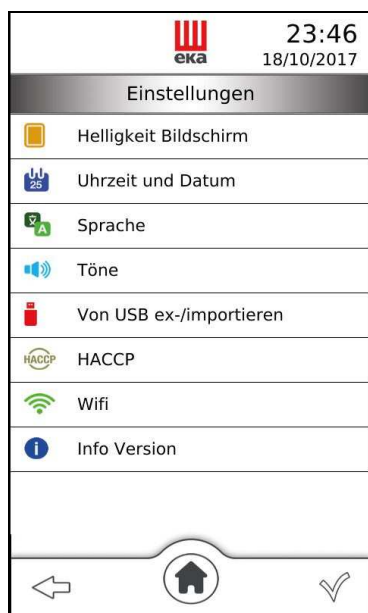 eka
23:46
18/10/2017
Einstellungen
Helligkeit Bildschirm
25
Uhrzeit und Datum
A
Sprache
Töne
Von USB ex-/importieren
HACCP
HACCP
Wifi
i
Info Version